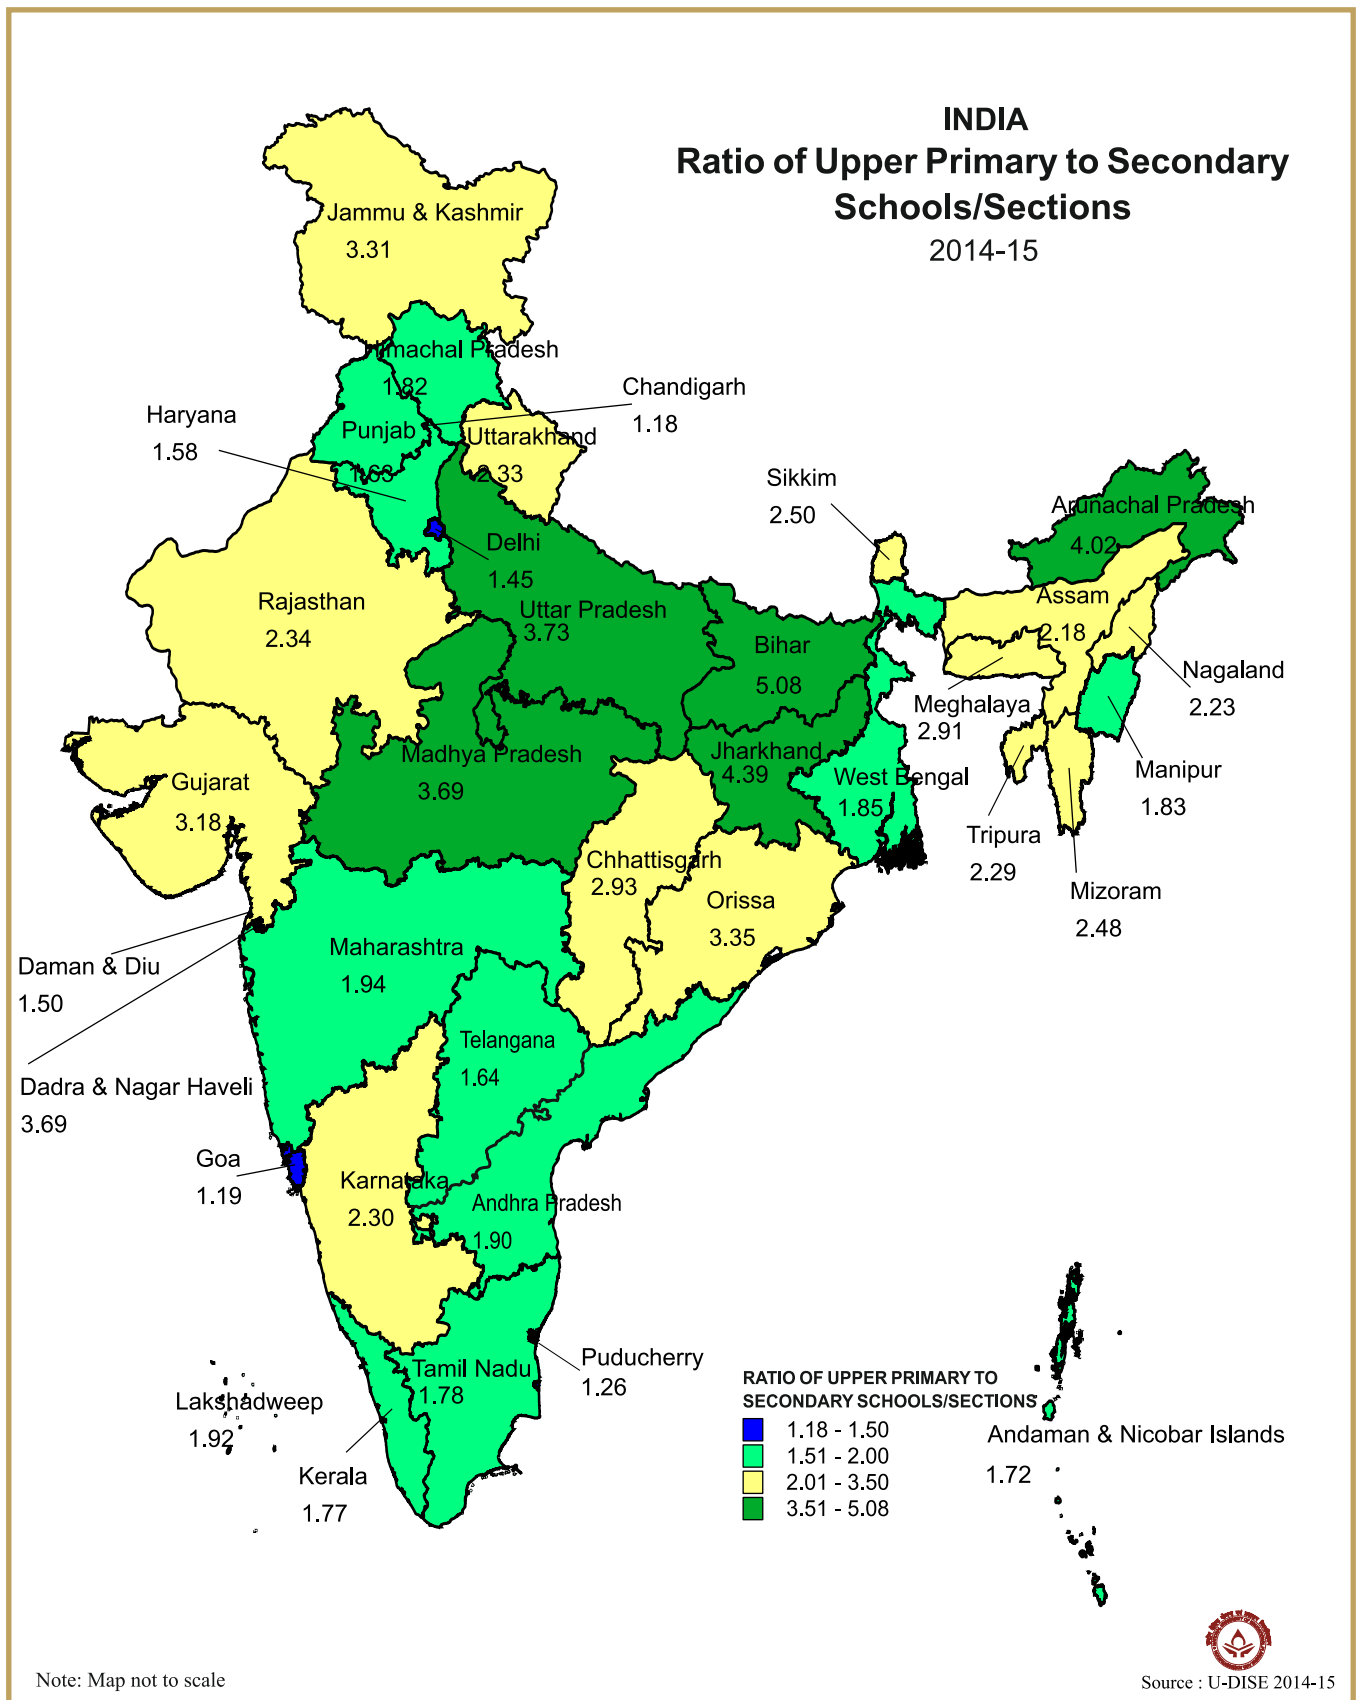 INDIA
Ratio of Upper Primary to Secondary
Schools/Sections
2014-15
Jammu & Kashmir
3.31
Himachal Pradesh
1.82
Chandigarh
1.18
Haryana
1.58
Punjab
1.63
Uttarakhand
2.33
Sikkim
2.50
Arunachal Pradesh
4.02
Delhi
1.45
Rajasthan
2.34
Uttar Pradesh
3.73
Bihar
5.08
Assam
2.18
Nagaland
2.23
Meghalaya
2.91
Manipur
1.83
Tripura
2.29
Mizoram
2.48
Gujarat
3.18
Madhya Pradesh
3.69
Jharkhand
4.39
West Bengal
1.85
Chhattisgarh
2.93
Orissa
3.35
Daman & Diu
1.50
Dadra & Nagar Haveli
3.69
Maharashtra
1.94
Telangana
1.64
Goa
1.19
Karnataka
2.30
Andhra Pradesh
1.90
Puducherry
1.26
Tamil Nadu
1.78
Lakshadweep
1.92
Kerala
1.77
Andaman & Nicobar Islands
1.72
RATIO OF UPPER PRIMARY TO
SECONDARY SCHOOLS/SECTIONS
1.18 - 1.50
1.51 - 2.00
2.01 - 3.50
3.51 - 5.08
Note: Map not to scale
Source : U-DISE 2014-15